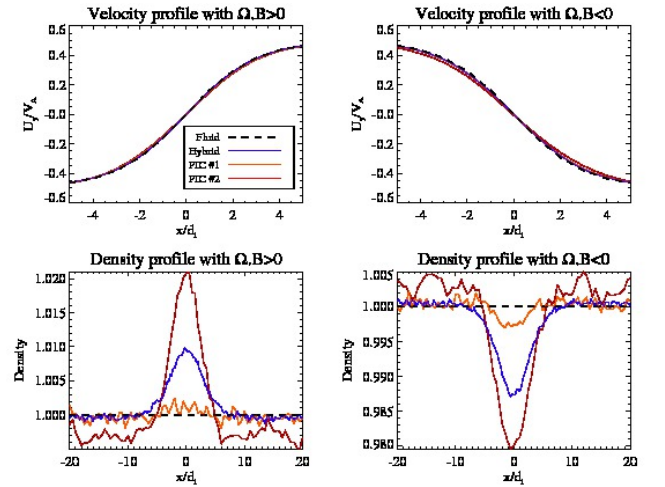 Velocity profile with Ω.B>0
Velocity profile with Ω.B<0
0.6
0.4
0.2
-0.0
-0.2
-0.4
-0.6
U_y/V_A
Fluid
Hybrid
PIC #1
PIC #2
-4 -2 0 2 4
x/d_i
0.6
0.4
0.2
-0.0
-0.2
-0.4
-0.6
U_y/V_A
-4 -2 0 2 4
x/d_i
Density profile with Ω.B>0
Density profile with Ω.B<0
1.020
1.015
1.010
1.005
1.000
Density
-20 -10 0 10 20
x/d_i
1.005
1.000
0.995
0.990
0.985
0.980
Density
-20 -10 0 10 20
x/d_i